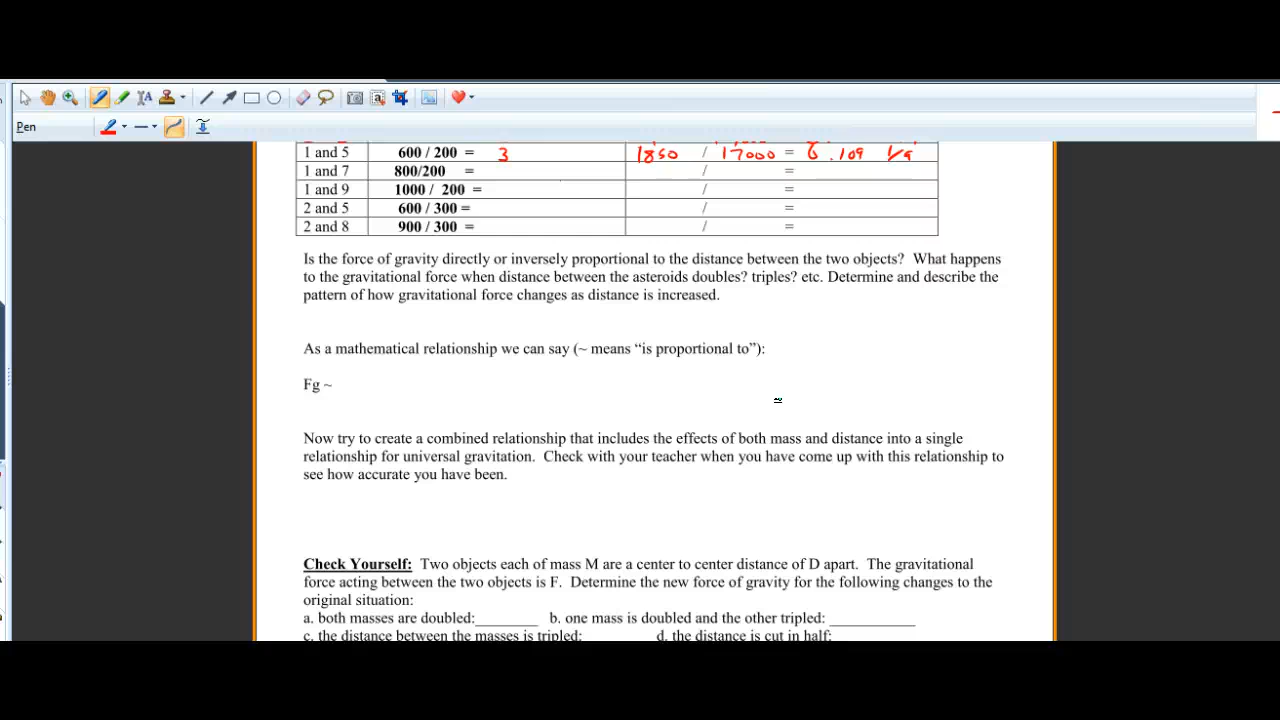 Pen
1 and 5 600 / 200 = 3 1850 / 17000 = 0.109 1/9
1 and 7 800/200 = / =
1 and 9 1000 / 200 = / =
2 and 5 600 / 300 = / =
2 and 8 900 / 300 = / =
Is the force of gravity directly or inversely proportional to the distance between the two objects? What happens
to the gravitational force when distance between the asteroids doubles? triples? etc. Determine and describe the
pattern of how gravitational force changes as distance is increased.
As a mathematical relationship we can say (~ means “is proportional to”):
Fg ~
Now try to create a combined relationship that includes the effects of both mass and distance into a single
relationship for universal gravitation. Check with your teacher when you have come up with this relationship to
see how accurate you have been.
Check Yourself: Two objects each of mass M are a center to center distance of D apart. The gravitational
force acting between the two objects is F. Determine the new force of gravity for the following changes to the
original situation:
a. both masses are doubled:_______ b. one mass is doubled and the other tripled: __________
c. the distance between the masses is tripled: d. the distance is cut in half: